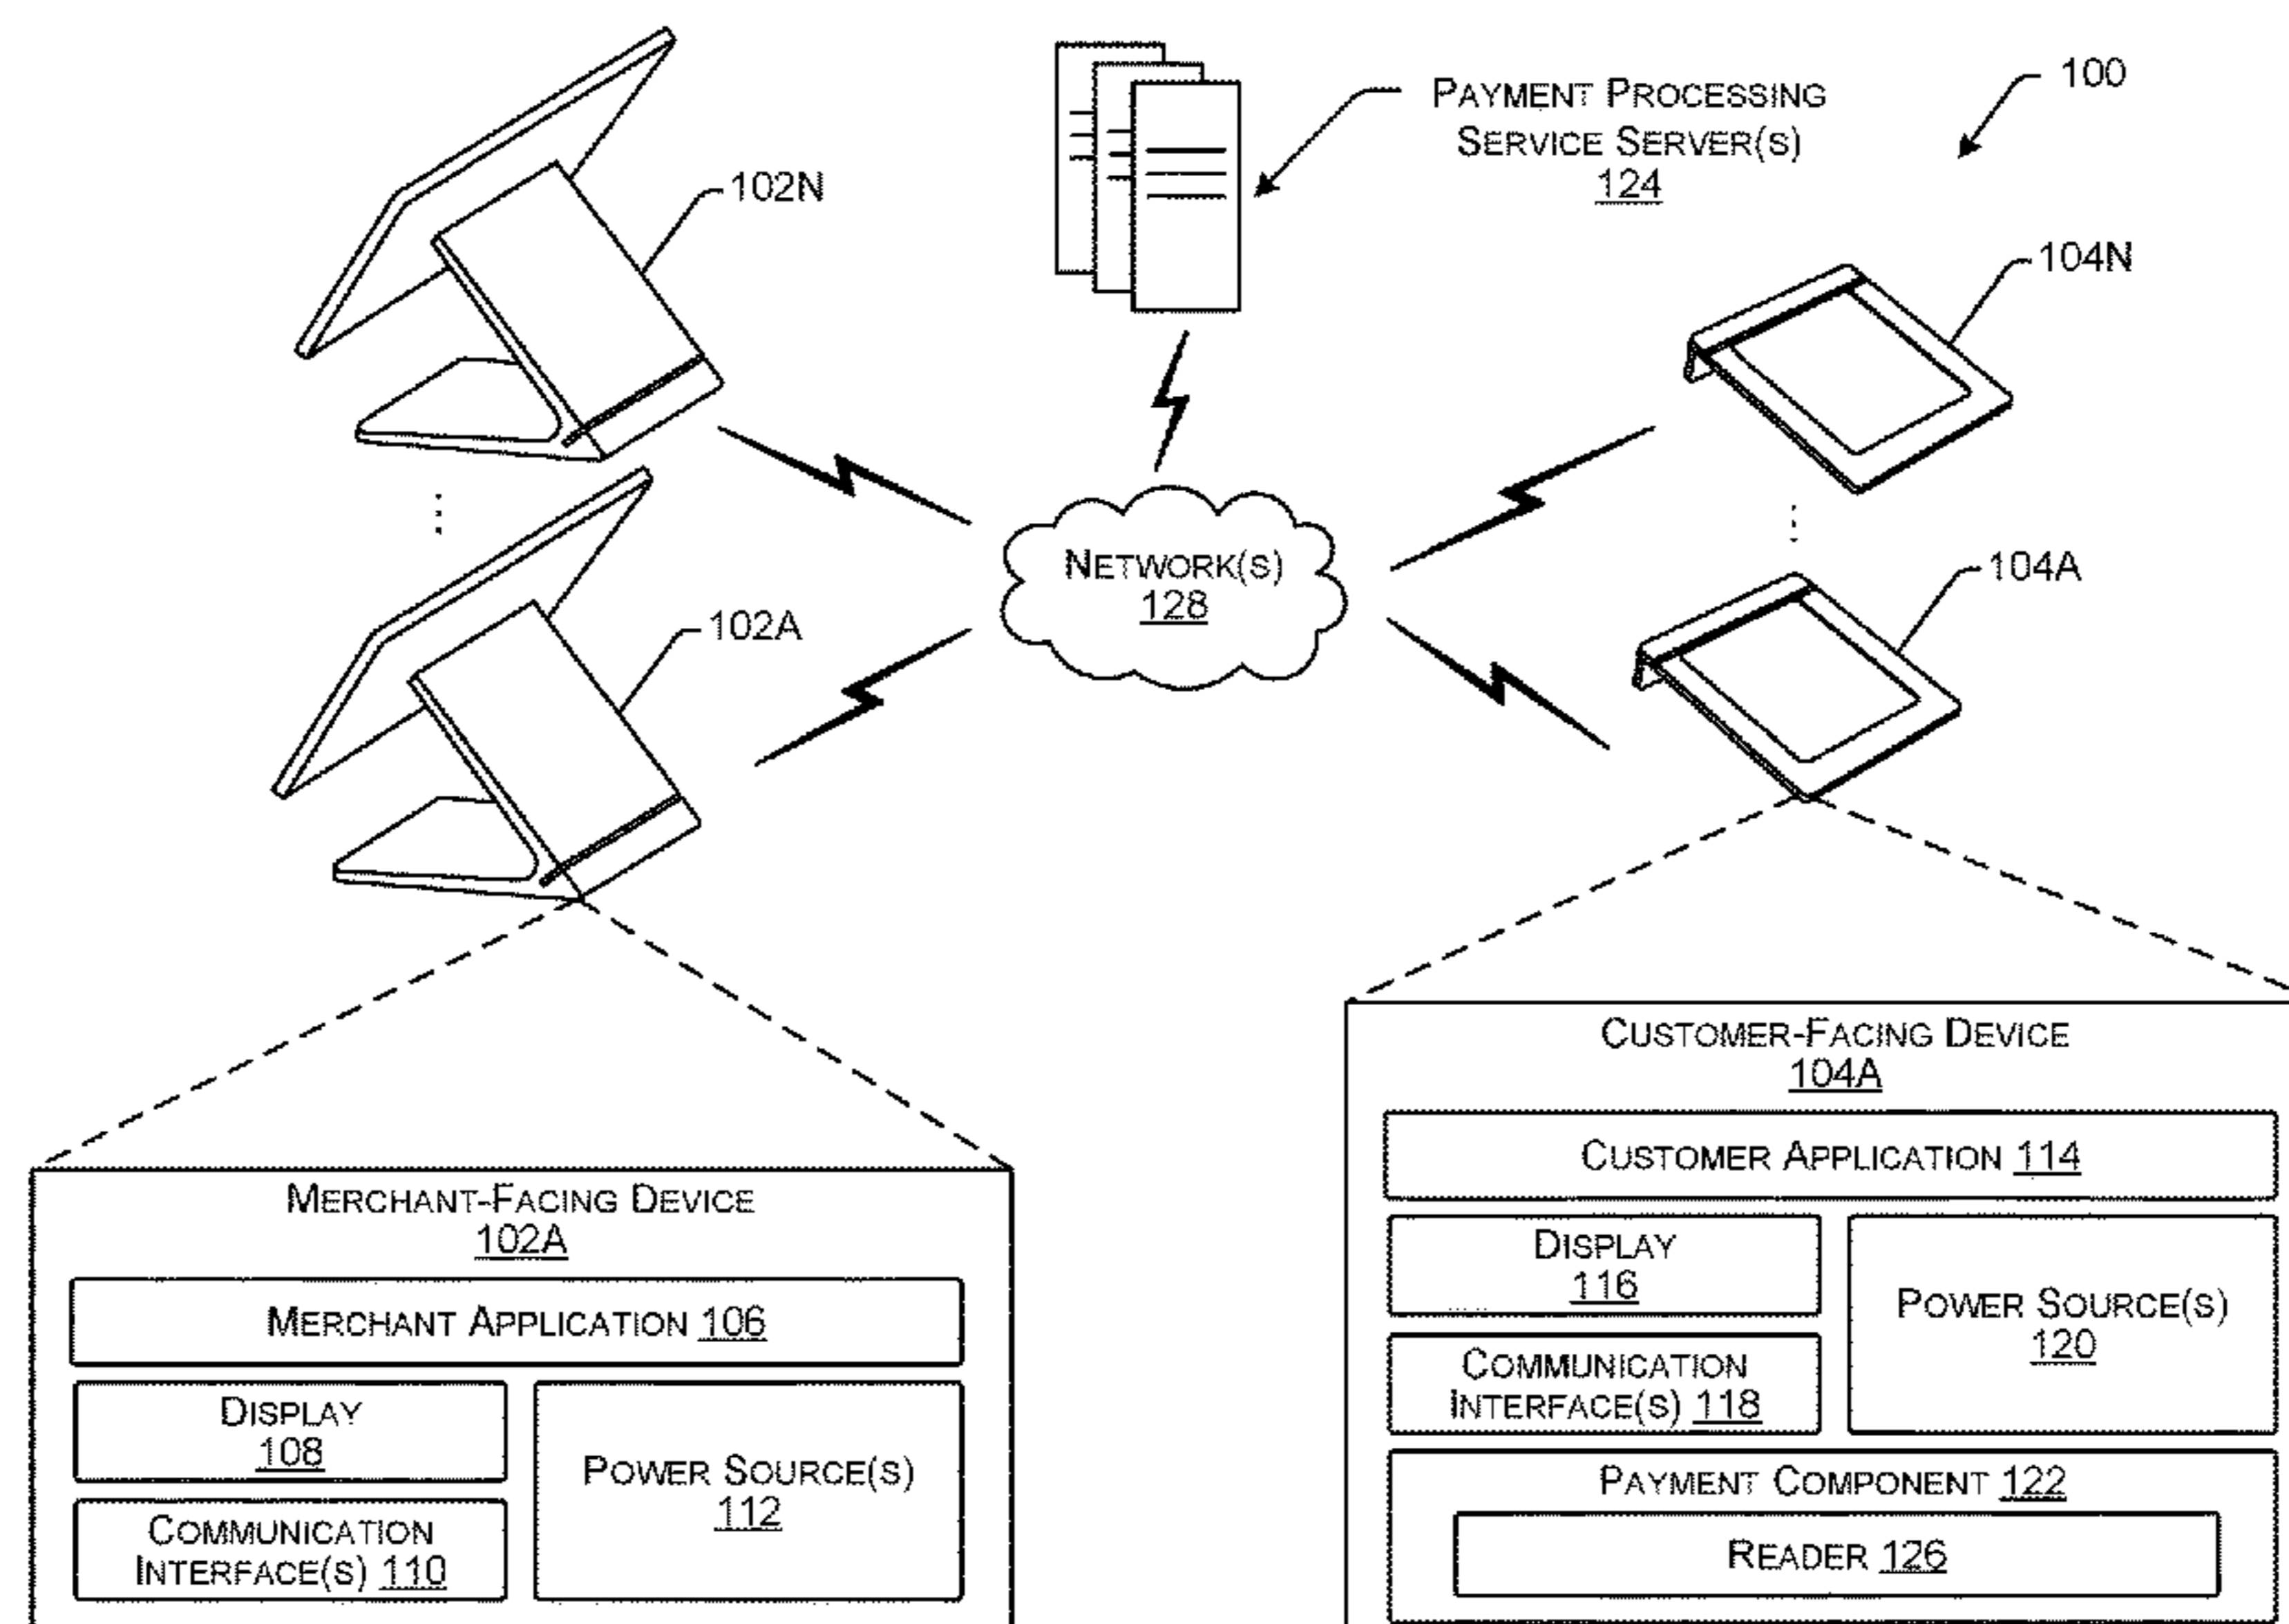 100
PAYMENT PROCESSING
SERVICE SERVER(S)
124
102N
104N
NETWORK(S)
128
104A
102A
CUSTOMER-FACING DEVICE
104A
CUSTOMER APPLICATION 114
DISPLAY
116
POWER SOURCE(S)
120
COMMUNICATION
INTERFACE(S) 118
PAYMENT COMPONENT 122
READER 126
MERCHANT-FACING DEVICE
102A
MERCHANT APPLICATION 106
DISPLAY
108
POWER SOURCE(S)
112
COMMUNICATION
INTERFACE(S) 110